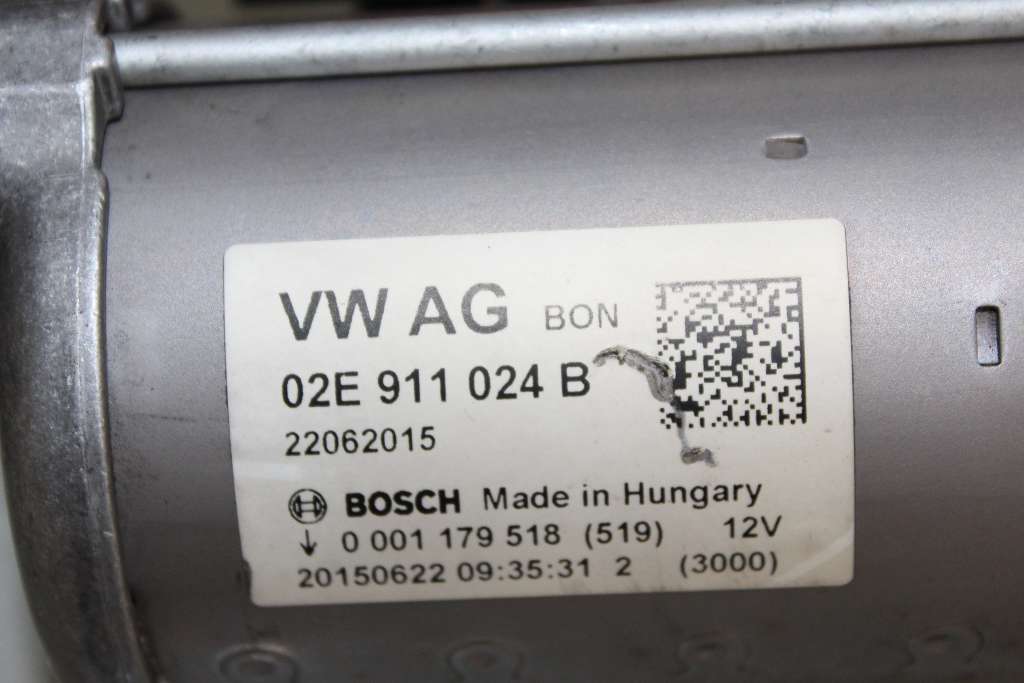 VW AG BON
02E 911 024 B
22062015
BOSCH Made in Hungary
↓ 0 001 179 518 (519) 12V
20150622 09:35:31 2 (3000)